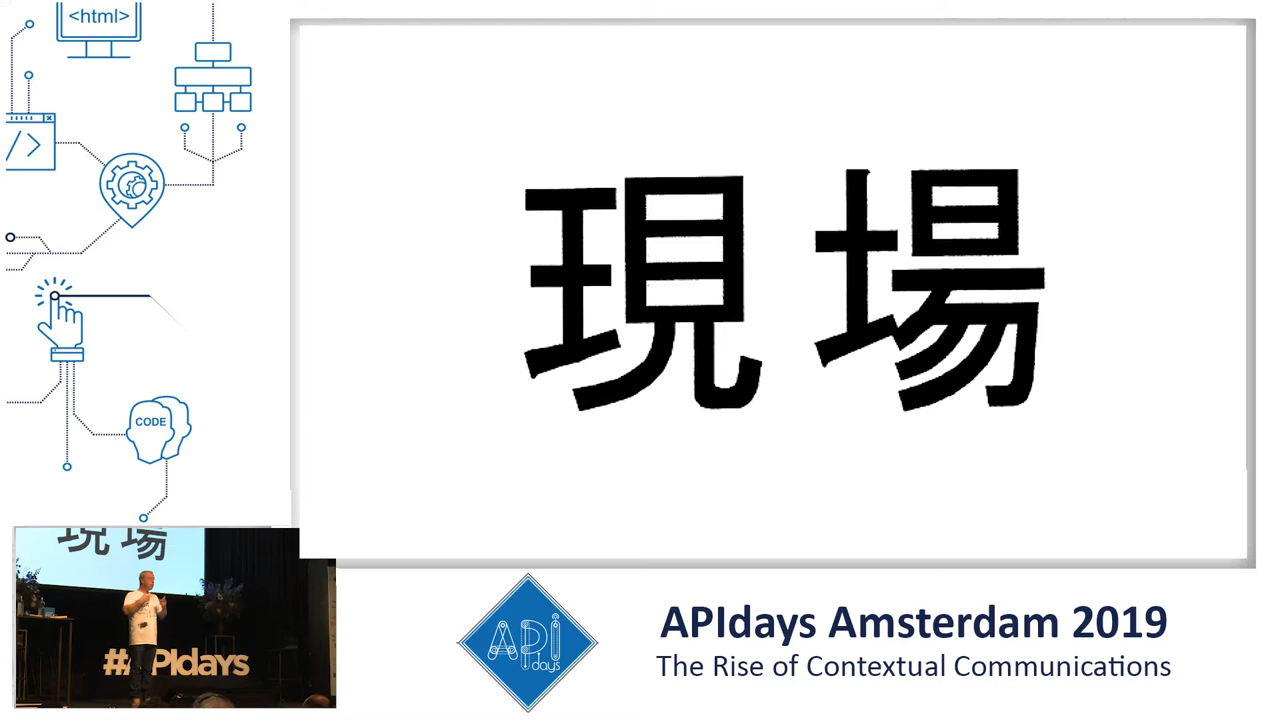 <html>
</>
CODE
現場
現場
#APIdays
API
days
APIdays Amsterdam 2019
The Rise of Contextual Communications